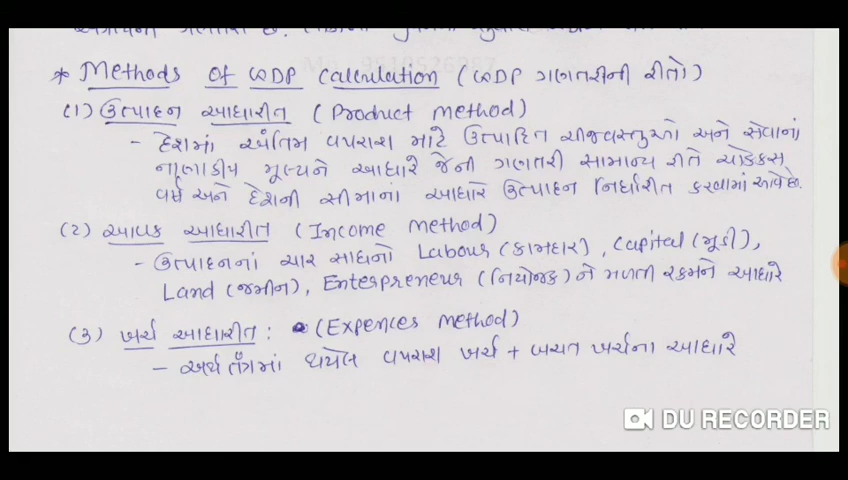 * Methods of GDP Calculation (GDP ગણતરીની રીતો)
(1) ઉત્પાદન આધારીત (Product Method)
- દેશમાં અંતિમ વપરાશ માટે ઉત્પાદિત ચીજવસ્તુઓ અને સેવાનાં
નાણાકીય મૂલ્યને આધારે જેની ગણતરી સામાન્ય રીતે ચોક્કસ
વર્ષ અને દેશની સીમાનાં આધારે ઉત્પાદન નિર્ધારીત કરવામાં આવે છે.
(2) આવક આધારીત (Income Method)
- ઉત્પાદનનાં ચાર સાધનો Labour (કામદાર), Capital (મૂડી),
Land (જમીન), Enterpreneur (નિયોજક) ને મળતી રકમને આધારે
(3) ખર્ચ આધારીત: (Expences Method)
- અર્થતંત્રમાં થયેલ વપરાશ ખર્ચ + બચત ખર્ચના આધારે
DU RECORDER